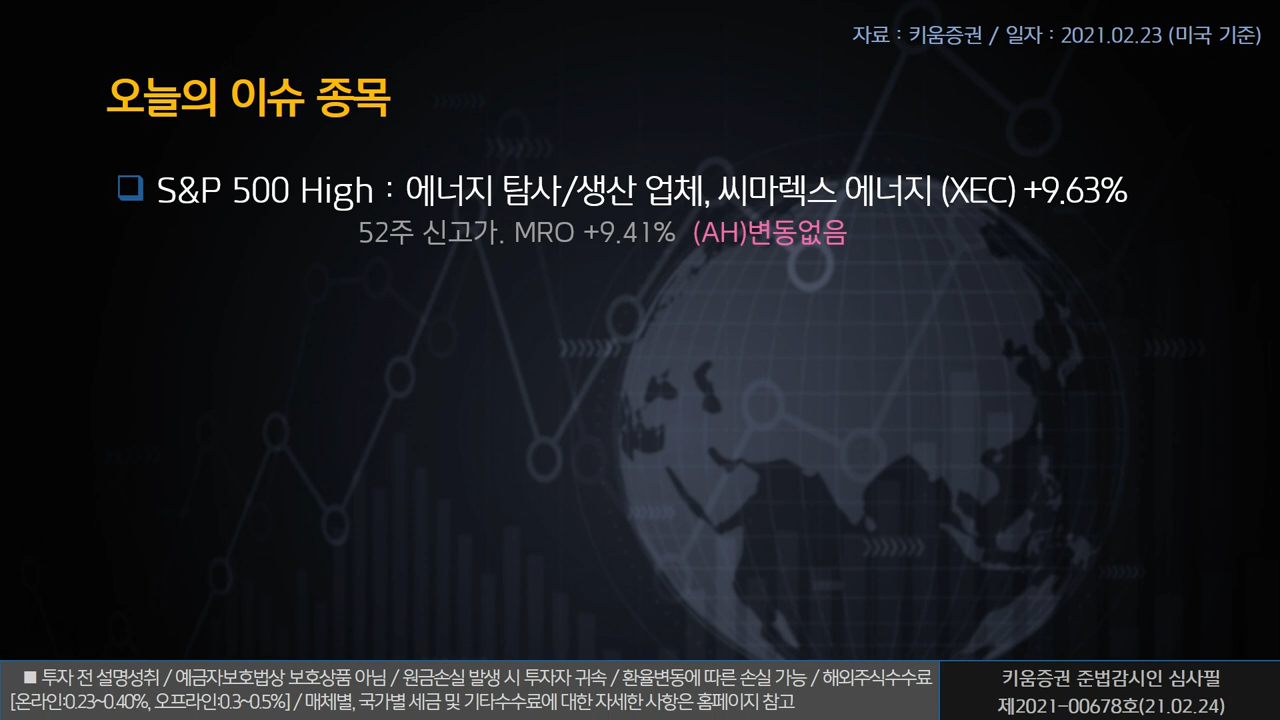 자료 : 키움증권 / 일자 : 2021.02.23 (미국 기준)
오늘의 이슈 종목
❑ S&P 500 High : 에너지 탐사/생산 업체, 씨마렉스 에너지 (XEC) +9.63%
52주 신고가. MRO +9.41% (AH)변동없음
■ 투자 전 설명성취 / 예금자보호법상 보호상품 아님 / 원금손실 발생 시 투자자 귀속 / 환율변동에 따른 손실 가능 / 해외주식수수료
[온라인:0.23~0.40%, 오프라인:0.3~0.5%] / 매체별, 국가별 세금 및 기타수수료에 대한 자세한 사항은 홈페이지 참고
키움증권 준법감시인 심사필
제2021-00678호(21.02.24)